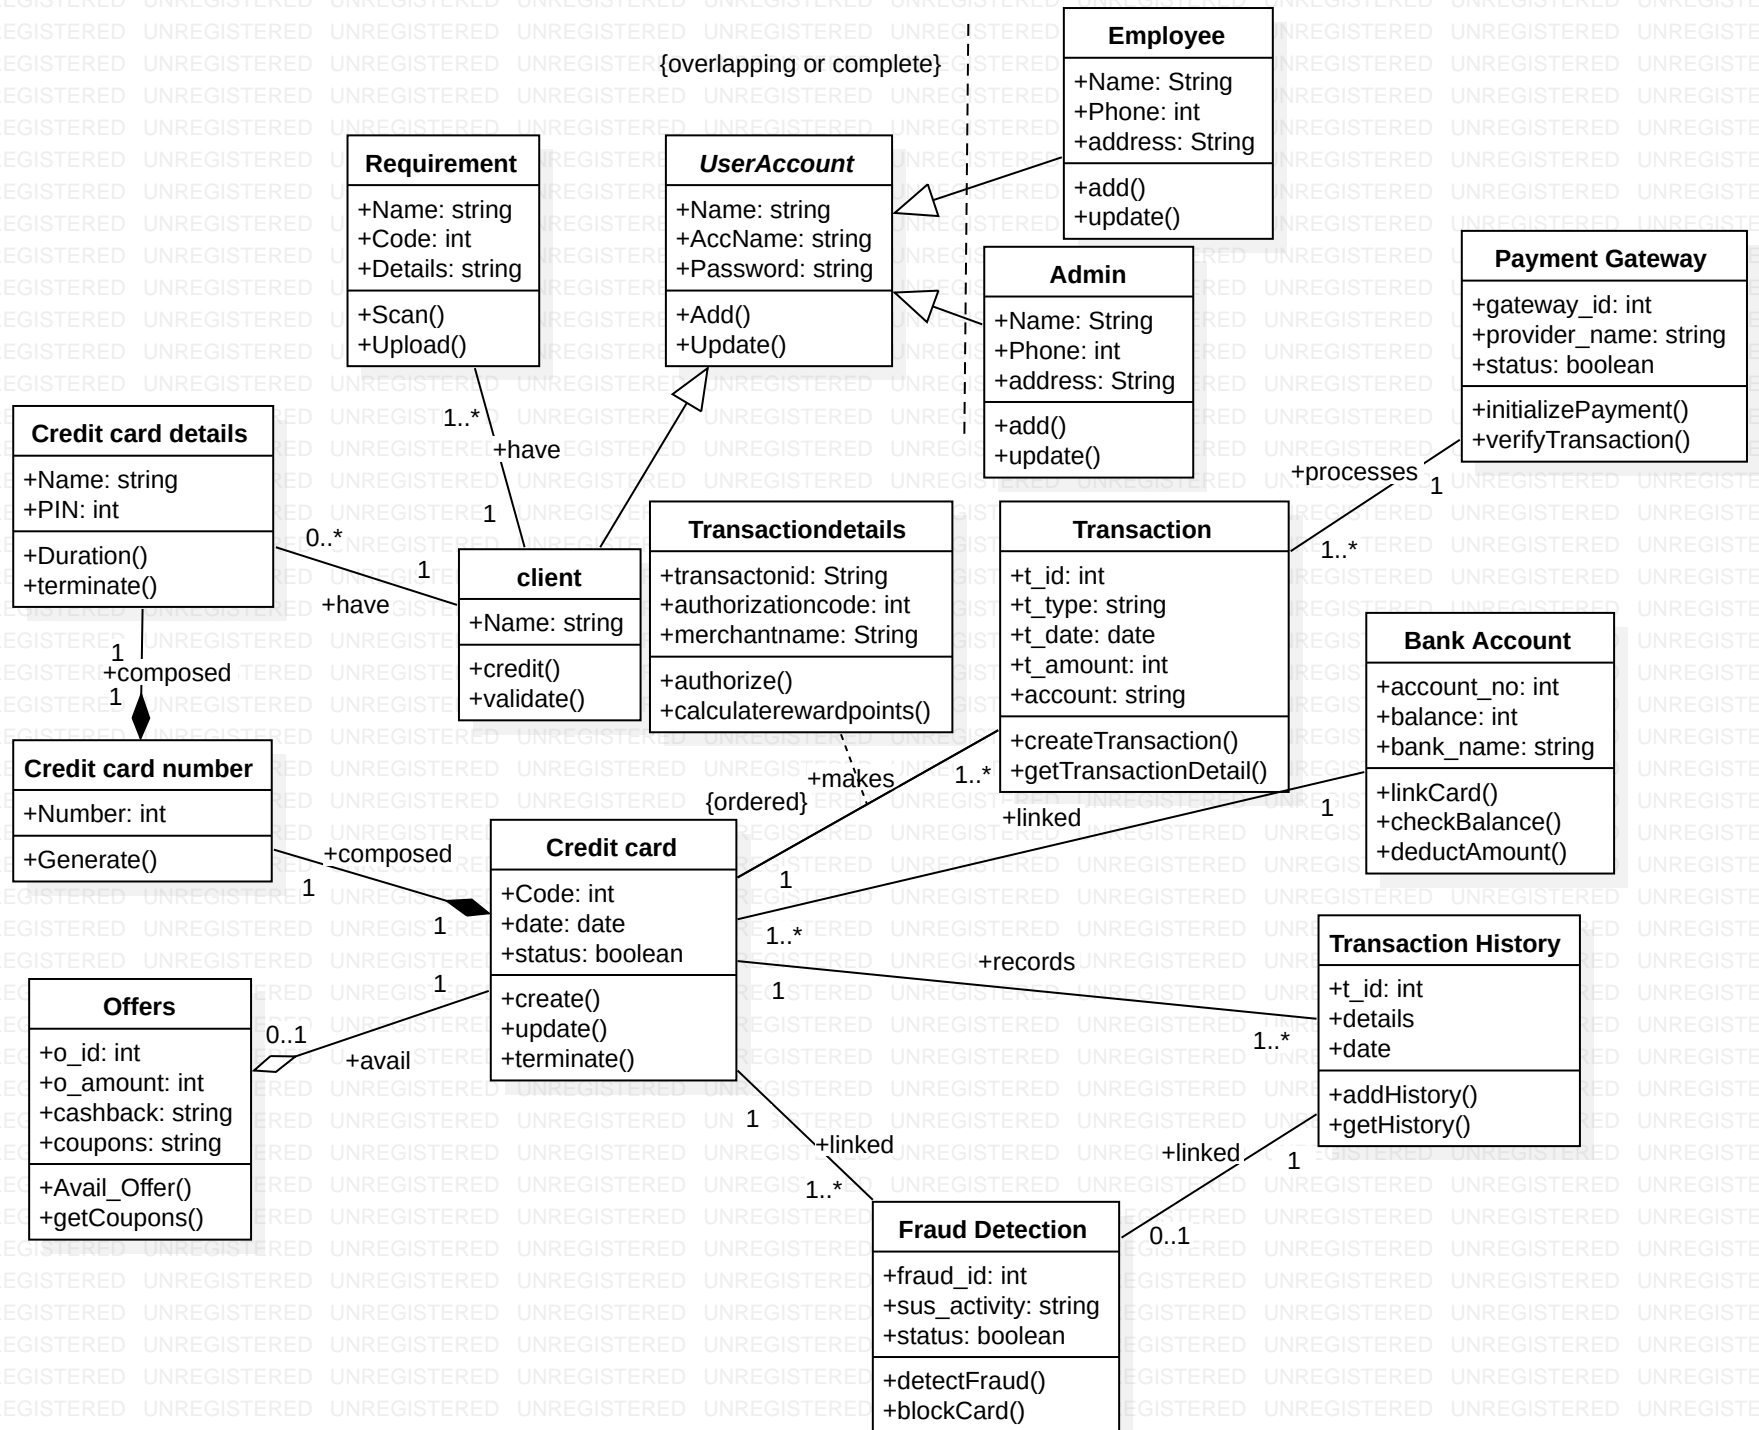 Employee
+Name: String
+Phone: int
+address: String
+add()
+update()
{overlapping or complete}
Requirement
+Name: string
+Code: int
+Details: string
+Scan()
+Upload()
UserAccount
+Name: string
+AccName: string
+Password: string
+Add()
+Update()
Admin
+Name: String
+Phone: int
+address: String
+add()
+update()
Payment Gateway
+gateway_id: int
+provider_name: string
+status: boolean
+initializePayment()
+verifyTransaction()
1..*
+have
1
+processes
1
1..*
Credit card details
+Name: string
+PIN: int
+Duration()
+terminate()
0..*
1
+have
client
+Name: string
+credit()
+validate()
Transactiondetails
+transactonid: String
+authorizationcode: int
+merchantname: String
+authorize()
+calculaterewardpoints()
Transaction
+t_id: int
+t_type: string
+t_date: date
+t_amount: int
+account: string
+createTransaction()
+getTransactionDetail()
Bank Account
+account_no: int
+balance: int
+bank_name: string
+linkCard()
+checkBalance()
+deductAmount()
1
+composed
1
Credit card number
+Number: int
+Generate()
+makes
1..*
{ordered}
1
+linked
1
1..*
+composed
1
1
Credit card
+Code: int
+date: date
+status: boolean
+create()
+update()
+terminate()
+records
1
1..*
Transaction History
+t_id: int
+details
+date
+addHistory()
+getHistory()
1
0..1
+avail
Offers
+o_id: int
+o_amount: int
+cashback: string
+coupons: string
+Avail_Offer()
+getCoupons()
1
+linked
1..*
+linked
1
0..1
Fraud Detection
+fraud_id: int
+sus_activity: string
+status: boolean
+detectFraud()
+blockCard()
UNREGISTERED